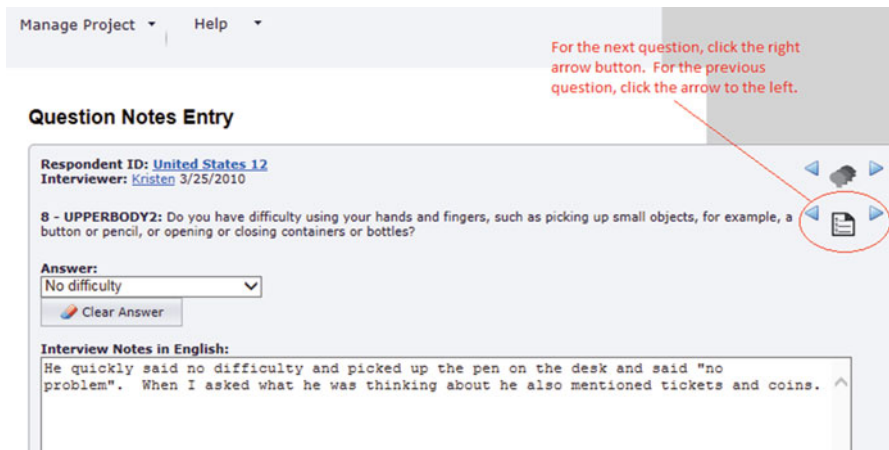 Manage Project Help
For the next question, click the right
arrow button. For the previous
question, click the arrow to the left.
Question Notes Entry
Respondent ID: United States 12
Interviewer: Kristen 3/25/2010
8 - UPPERBODY2: Do you have difficulty using your hands and fingers, such as picking up small objects, for example, a
button or pencil, or opening or closing containers or bottles?
Answer:
No difficulty
Clear Answer
Interview Notes in English:
He quickly said no difficulty and picked up the pen on the desk and said "no
problem". When I asked what he was thinking about he also mentioned tickets and coins.